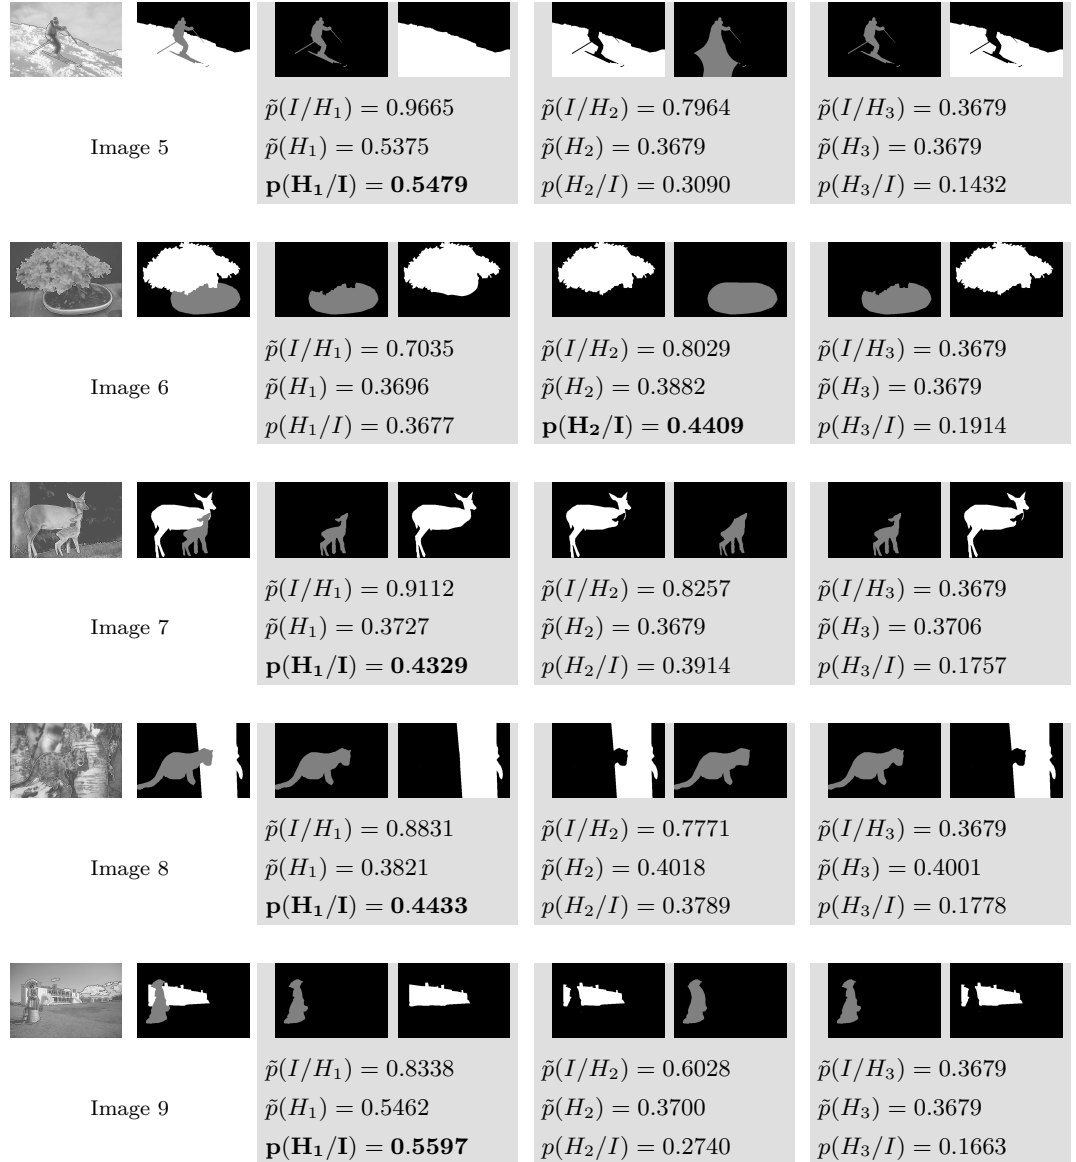 p̃(I/H₁) = 0.9665 p̃(I/H₂) = 0.7964 p̃(I/H₃) = 0.3679
Image 5 p̃(H₁) = 0.5375 p̃(H₂) = 0.3679 p̃(H₃) = 0.3679
p(H₁/I) = 0.5479 p(H₂/I) = 0.3090 p(H₃/I) = 0.1432
p̃(I/H₁) = 0.7035 p̃(I/H₂) = 0.8029 p̃(I/H₃) = 0.3679
Image 6 p̃(H₁) = 0.3696 p̃(H₂) = 0.3882 p̃(H₃) = 0.3679
p(H₁/I) = 0.3677 p(H₂/I) = 0.4409 p(H₃/I) = 0.1914
p̃(I/H₁) = 0.9112 p̃(I/H₂) = 0.8257 p̃(I/H₃) = 0.3679
Image 7 p̃(H₁) = 0.3727 p̃(H₂) = 0.3679 p̃(H₃) = 0.3706
p(H₁/I) = 0.4329 p(H₂/I) = 0.3914 p(H₃/I) = 0.1757
p̃(I/H₁) = 0.8831 p̃(I/H₂) = 0.7771 p̃(I/H₃) = 0.3679
Image 8 p̃(H₁) = 0.3821 p̃(H₂) = 0.4018 p̃(H₃) = 0.4001
p(H₁/I) = 0.4433 p(H₂/I) = 0.3789 p(H₃/I) = 0.1778
p̃(I/H₁) = 0.8338 p̃(I/H₂) = 0.6028 p̃(I/H₃) = 0.3679
Image 9 p̃(H₁) = 0.5462 p̃(H₂) = 0.3700 p̃(H₃) = 0.3679
p(H₁/I) = 0.5597 p(H₂/I) = 0.2740 p(H₃/I) = 0.1663